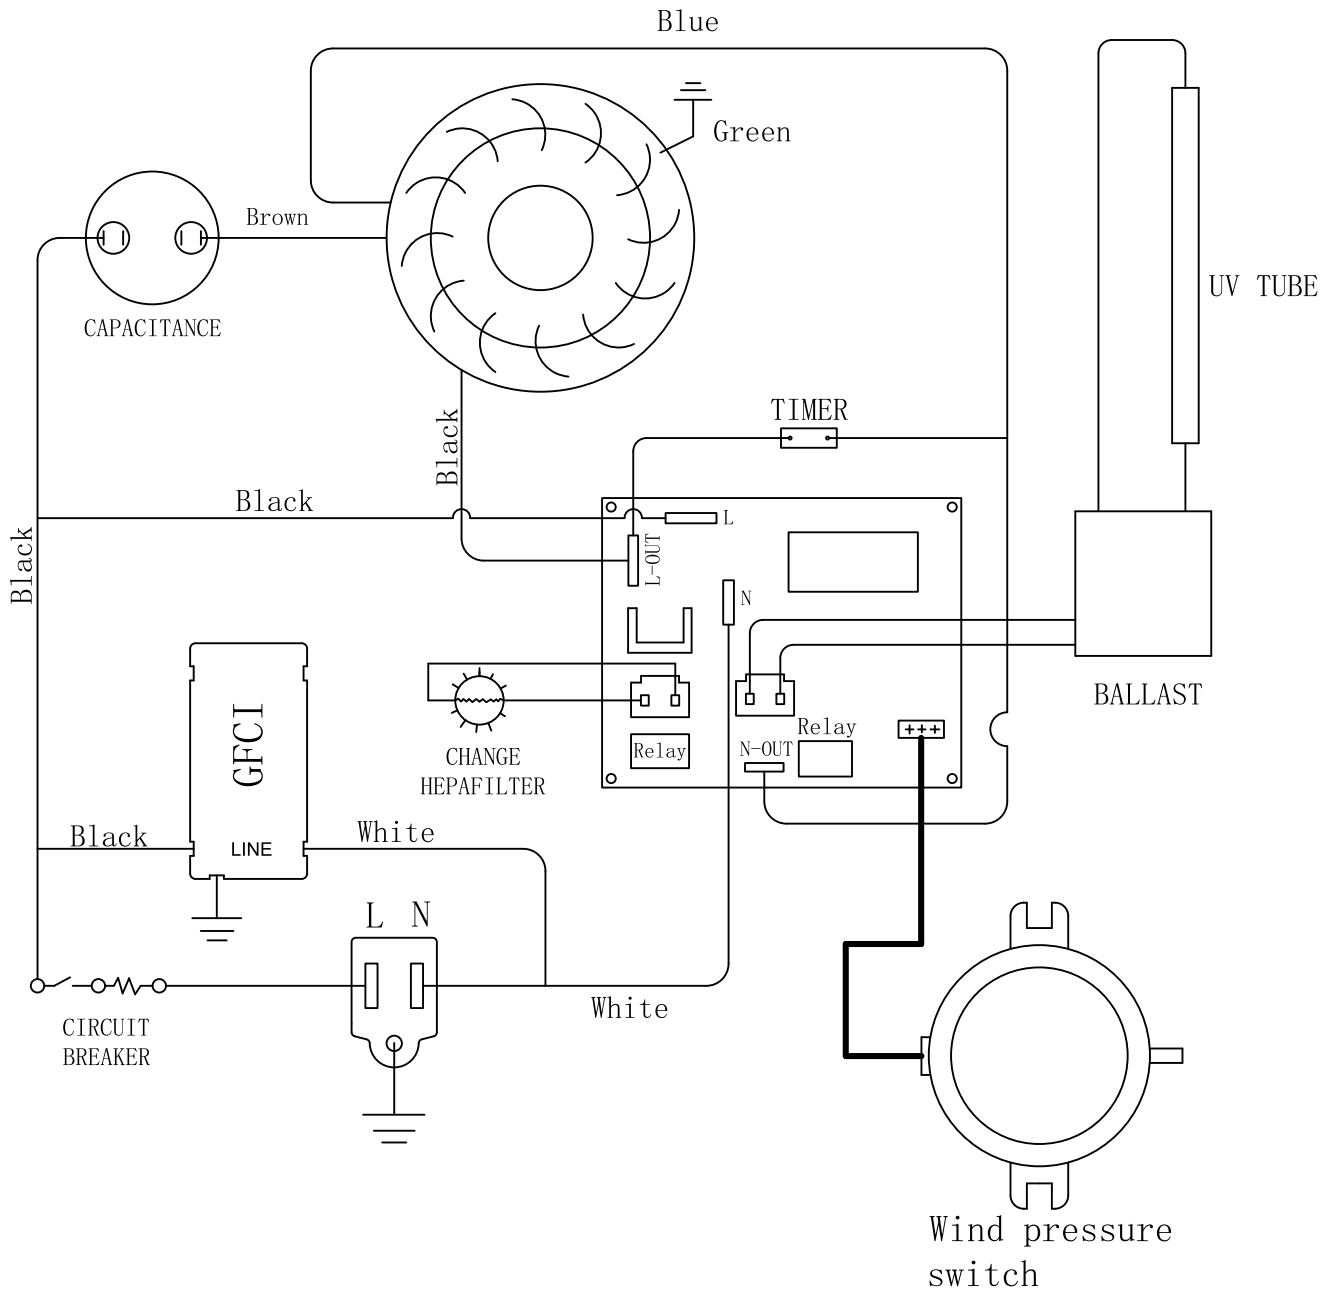 Blue
Green
Brown
CAPACITANCE
UV TUBE
TIMER
Black
Black
L
L-OUT
Black
N
GFCI
BALLAST
Relay
Relay
N-OUT
CHANGE
HEPAFILTER
+++
Black
LINE
White
L N
White
CIRCUIT
BREAKER
Wind pressure
switch